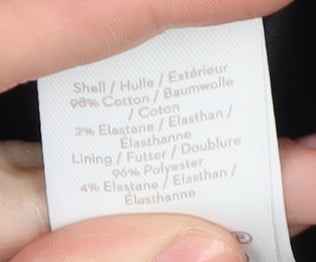 Shell / Hulle / Extérieur
98% Cotton / Baumwolle
/ Coton
2% Elastane / Elasthan /
Élasthanne
Lining / Futter / Doublure
96% Polyester
4% Elastane / Elasthan /
Élasthanne